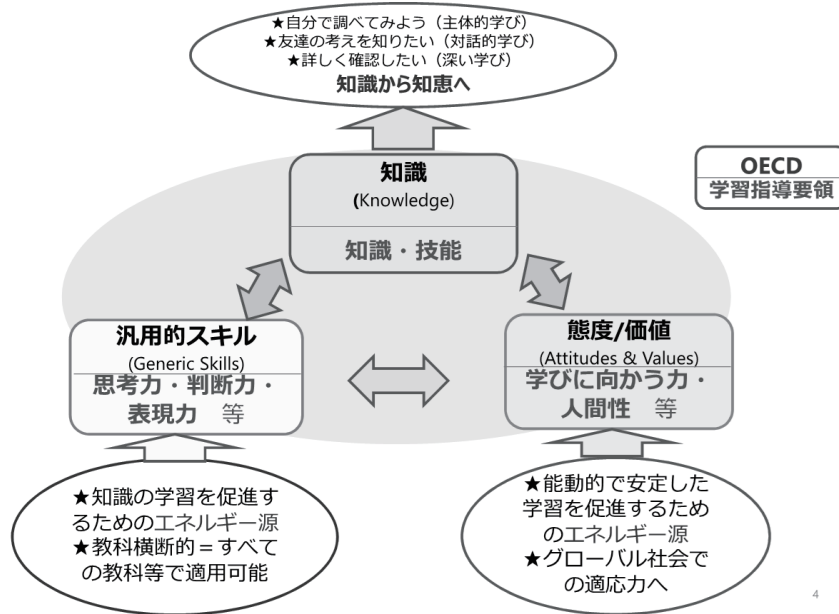 ★自分で調べてみよう（主体的学び）
★友達の考えを知りたい（対話的学び）
★詳しく確認したい（深い学び）
知識から知恵へ
知識
(Knowledge)
知識・技能
OECD
学習指導要領
汎用的スキル
(Generic Skills)
思考力・判断力・
表現力　等
態度/価値
(Attitudes & Values)
学びに向かう力・
人間性　等
★知識の学習を促進す
るためのエネルギー源
★教科横断的＝すべて
の教科等で適用可能
★能動的で安定した
学習を促進するため
のエネルギー源
★グローバル社会で
の適応力へ
4